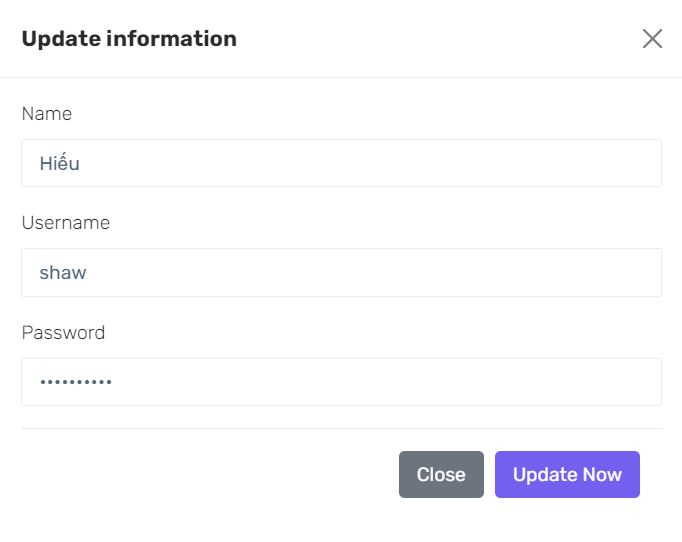 Update information
Name
Hiếu
Username
shaw
Password
••••••••••
Close Update Now